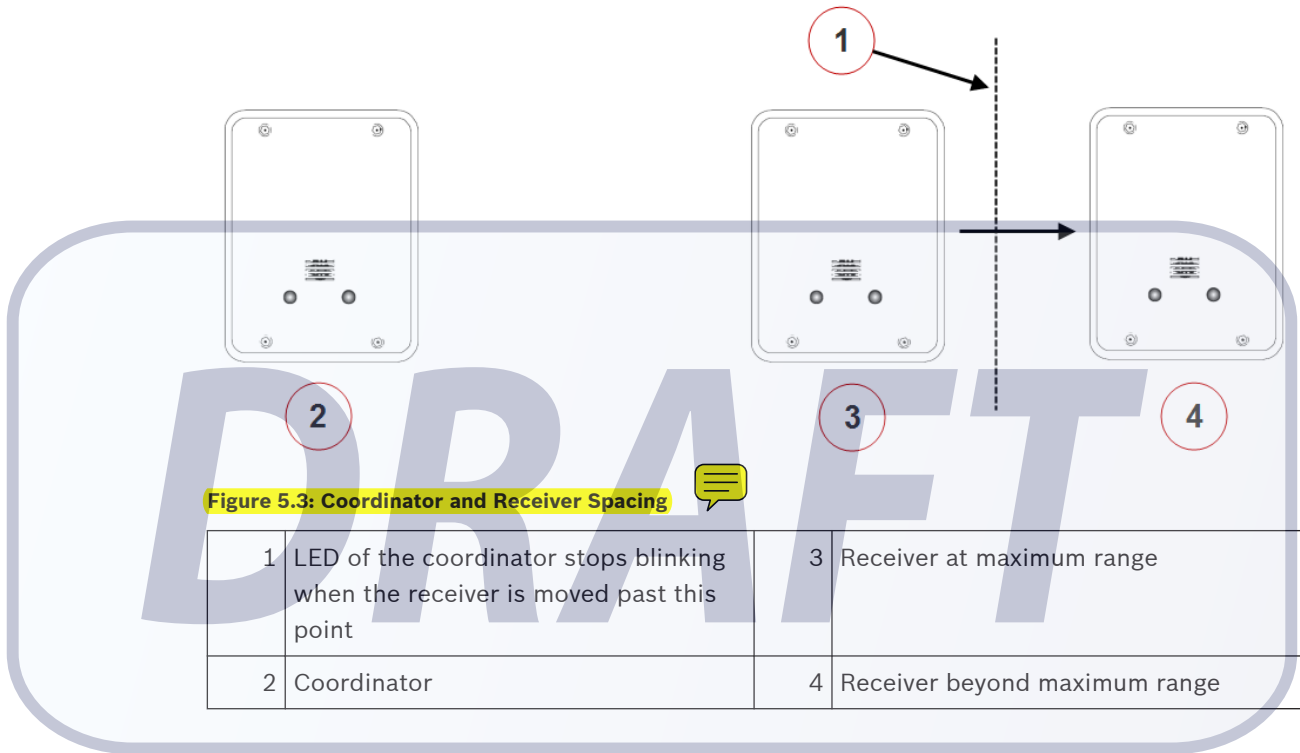 1
2
3
4
DRAFT
Figure 5.3: Coordinator and Receiver Spacing
1 LED of the coordinator stops blinking
when the receiver is moved past this
point
3 Receiver at maximum range
2 Coordinator
4 Receiver beyond maximum range